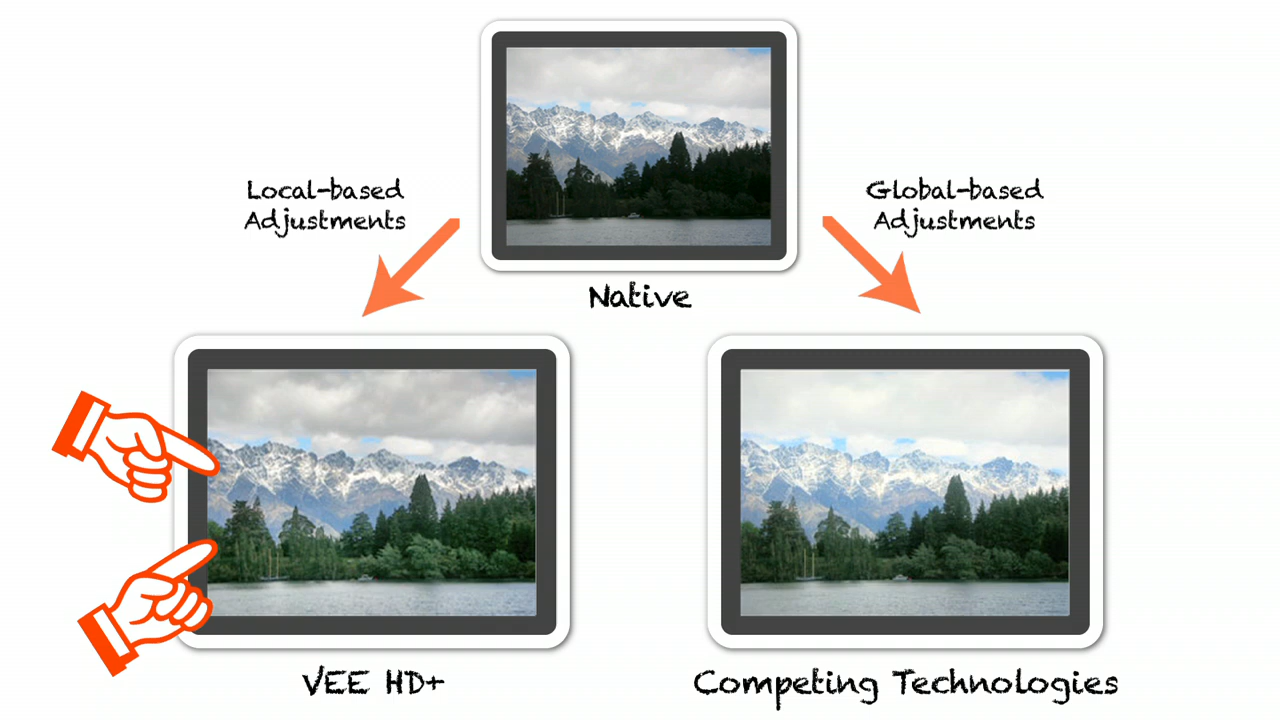 Local-based
Adjustments
Global-based
Adjustments
Native
VEE HD+
Competing Technologies